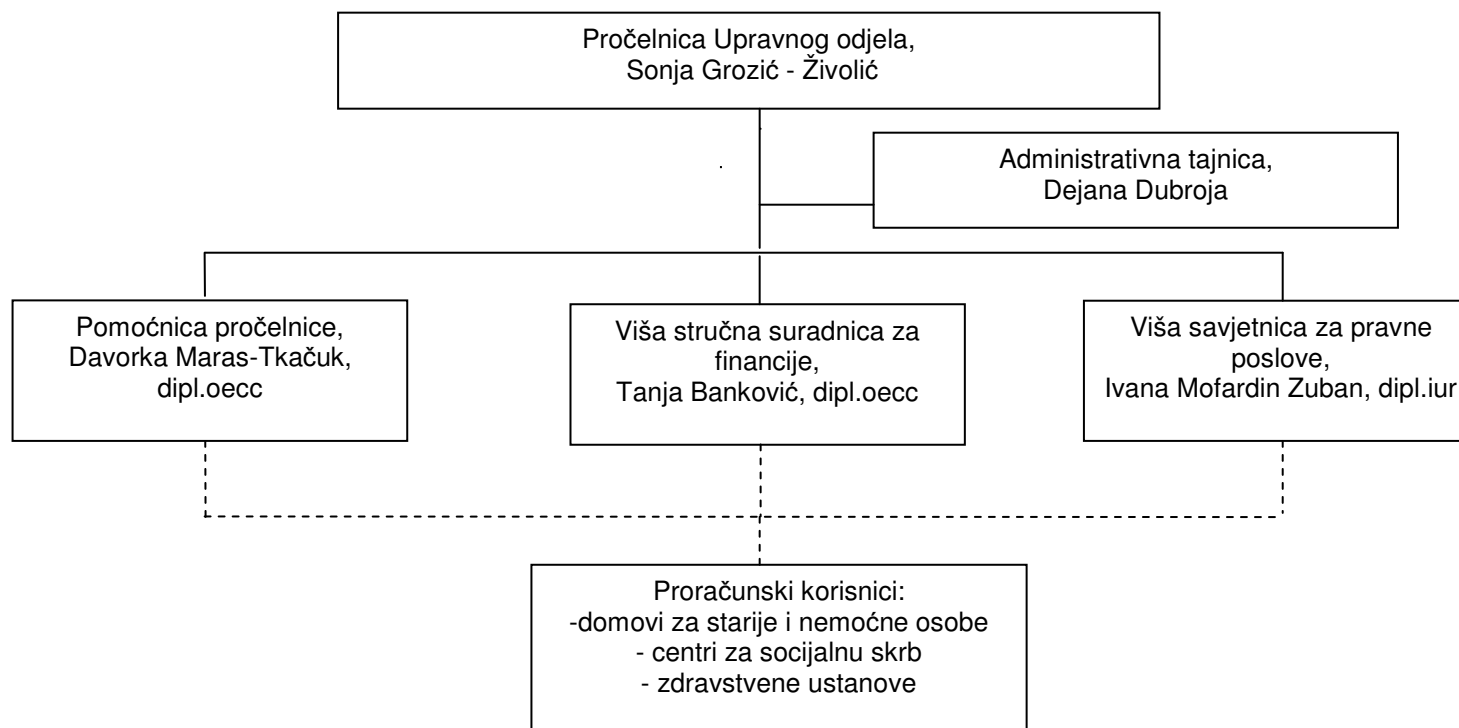 Pročelnica Upravnog odjela,
Sonja Grozić - Živolić
Administrativna tajnica,
Dejana Dubroja
Pomoćnica pročelnice,
Davorka Maras-Tkačuk,
dipl.oecc
Viša stručna suradnica za
financije,
Tanja Banković, dipl.oecc
Viša savjetnica za pravne
poslove,
Ivana Mofardin Zuban, dipl.iur
Proračunski korisnici:
-domovi za starije i nemoćne osobe
- centri za socijalnu skrb
- zdravstvene ustanove